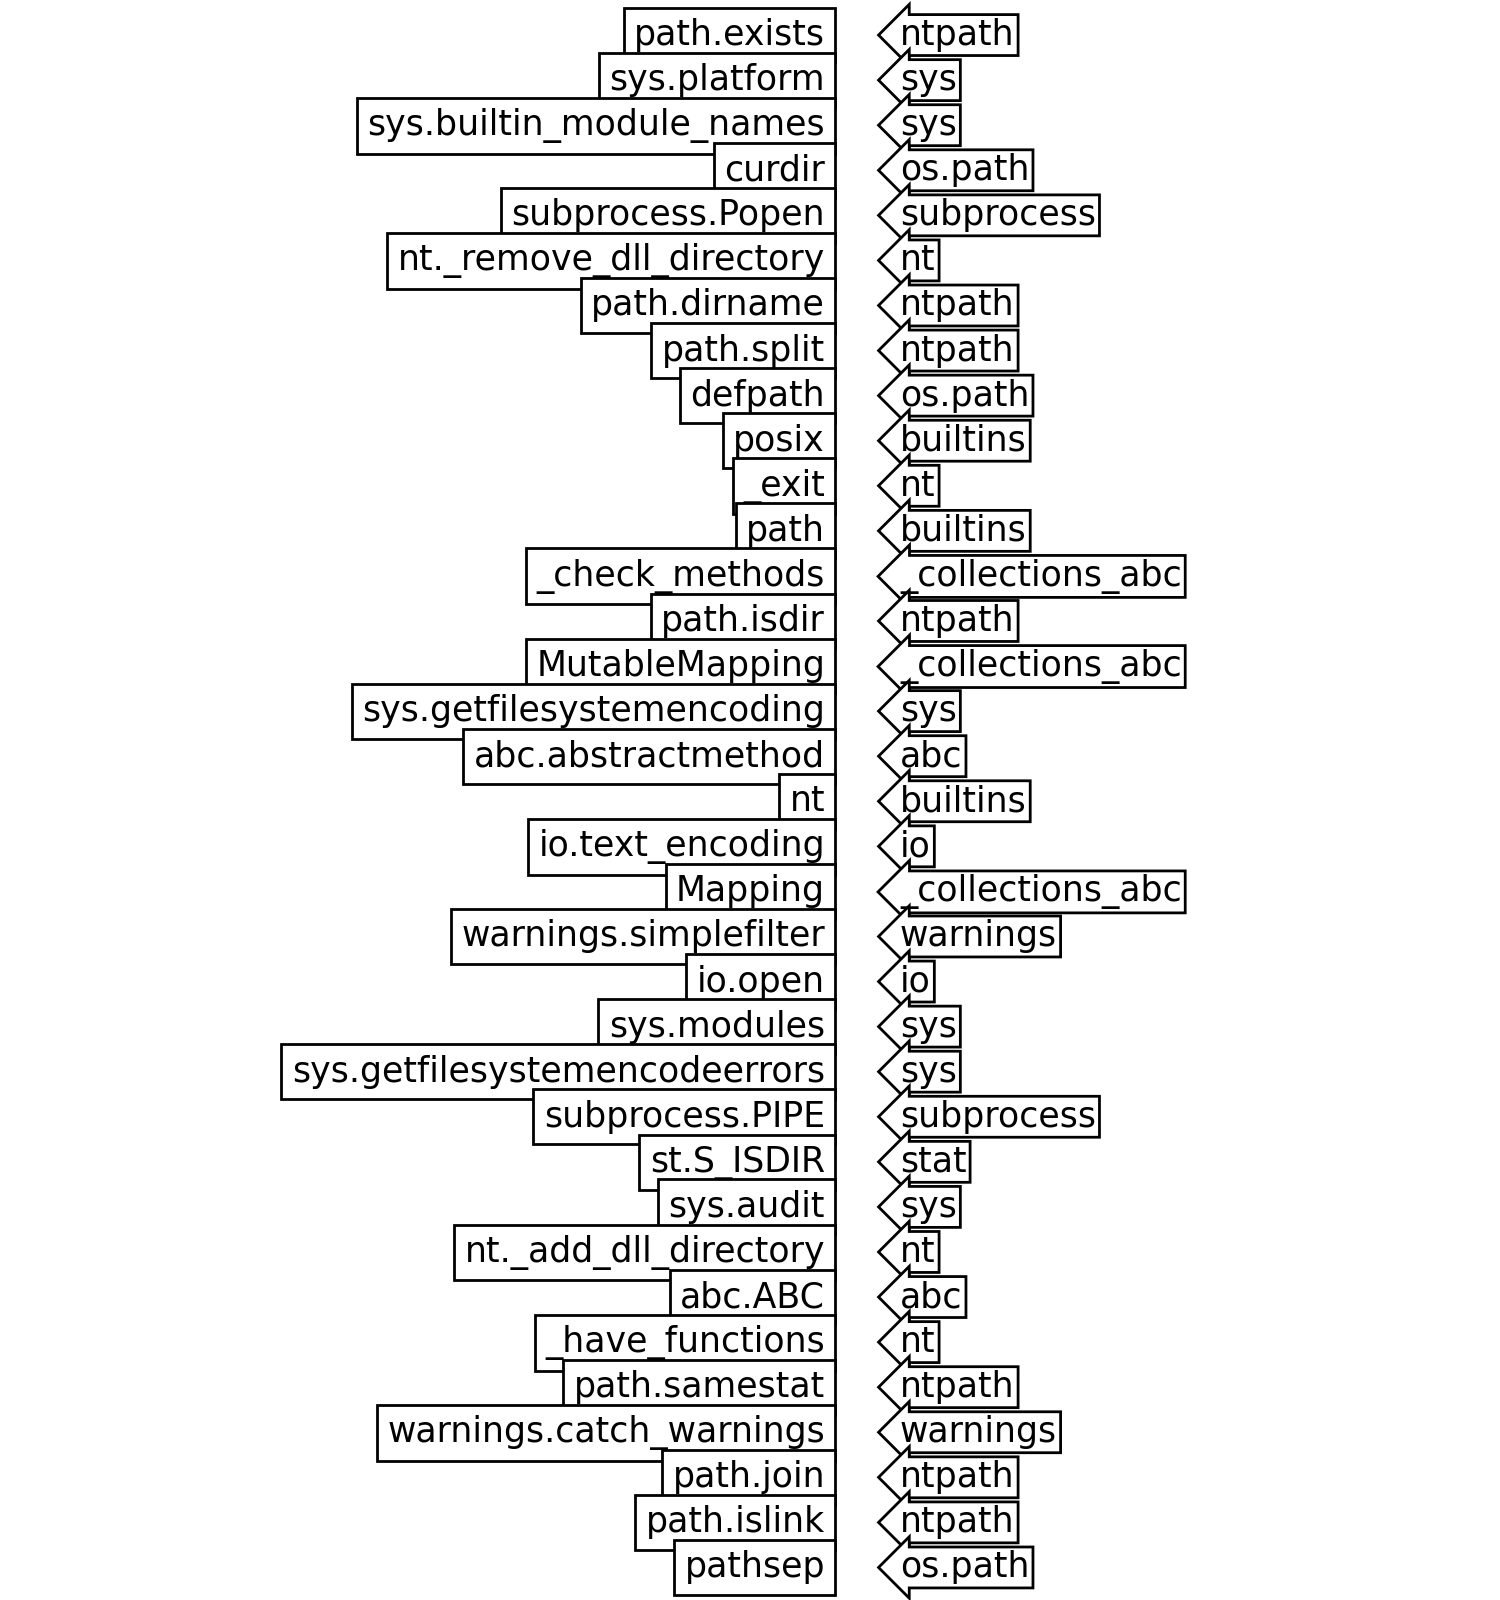 path.exists ntpath
sys.platform sys
sys.builtin_module_names sys
curdir os.path
subprocess.Popen subprocess
nt._remove_dll_directory nt
path.dirname ntpath
path.split ntpath
defpath os.path
posix builtins
_exit nt
path builtins
_check_methods _collections_abc
path.isdir ntpath
MutableMapping _collections_abc
sys.getfilesystemencoding sys
abc.abstractmethod abc
nt builtins
io.text_encoding io
Mapping _collections_abc
warnings.simplefilter warnings
io.open io
sys.modules sys
sys.getfilesystemencodeerrors sys
subprocess.PIPE subprocess
st.S_ISDIR stat
sys.audit sys
nt._add_dll_directory nt
abc.ABC abc
_have_functions nt
path.samestat ntpath
warnings.catch_warnings warnings
path.join ntpath
path.islink ntpath
pathsep os.path